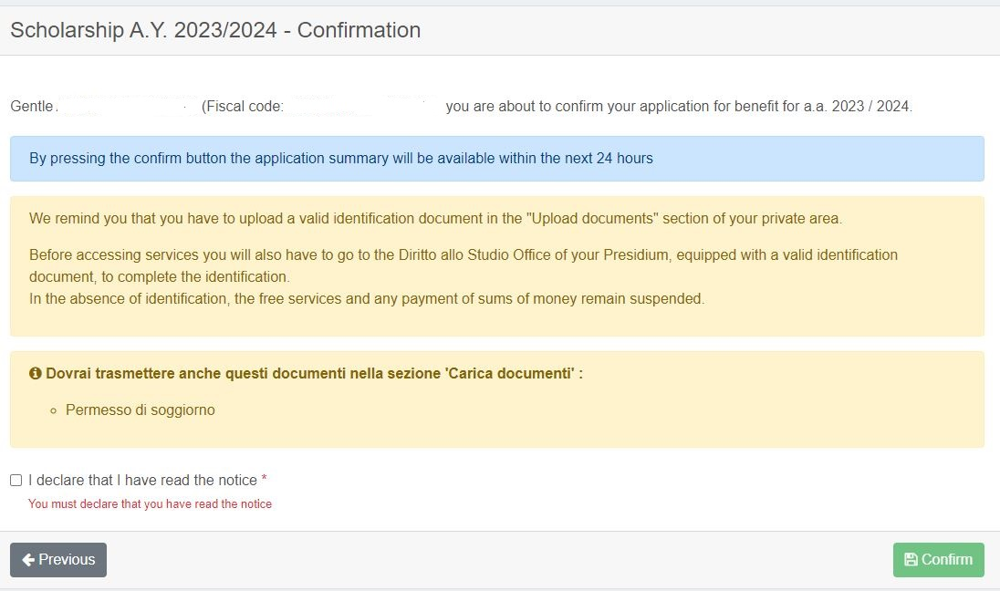 Scholarship A.Y. 2023/2024 - Confirmation
Gentle (Fiscal code: you are about to confirm your application for benefit for a.a. 2023 / 2024.
By pressing the confirm button the application summary will be available within the next 24 hours
We remind you that you have to upload a valid identification document in the "Upload documents" section of your private area.
Before accessing services you will also have to go to the Diritto allo Studio Office of your Presidium, equipped with a valid identification
document, to complete the identification.
In the absence of identification, the free services and any payment of sums of money remain suspended.
Dovrai trasmettere anche questi documenti nella sezione 'Carica documenti' :
Permesso di soggiorno
I declare that I have read the notice *
You must declare that you have read the notice
Previous
Confirm